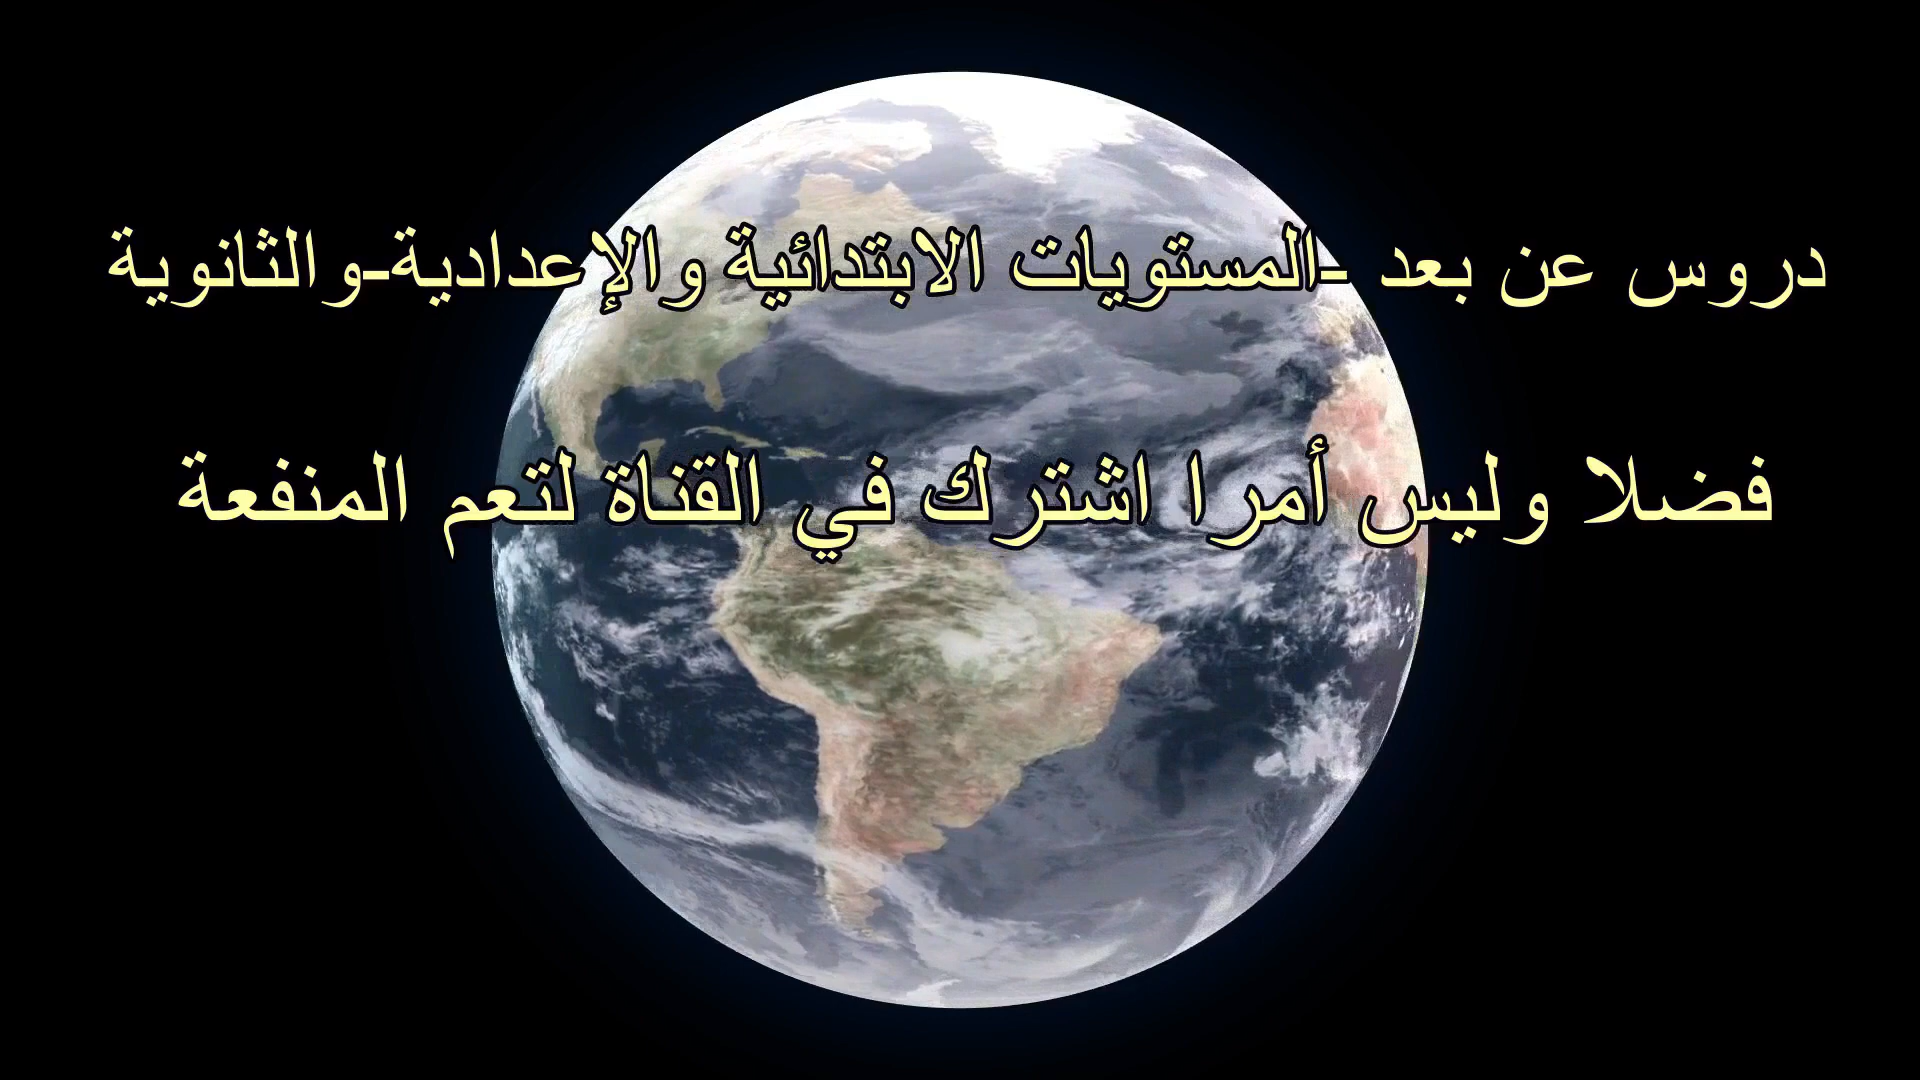 دروس عن بعد -المستويات الابتدائية والإعدادية-والثانوية
فضلا وليس أمرا اشترك في القناة لتعم المنفعة